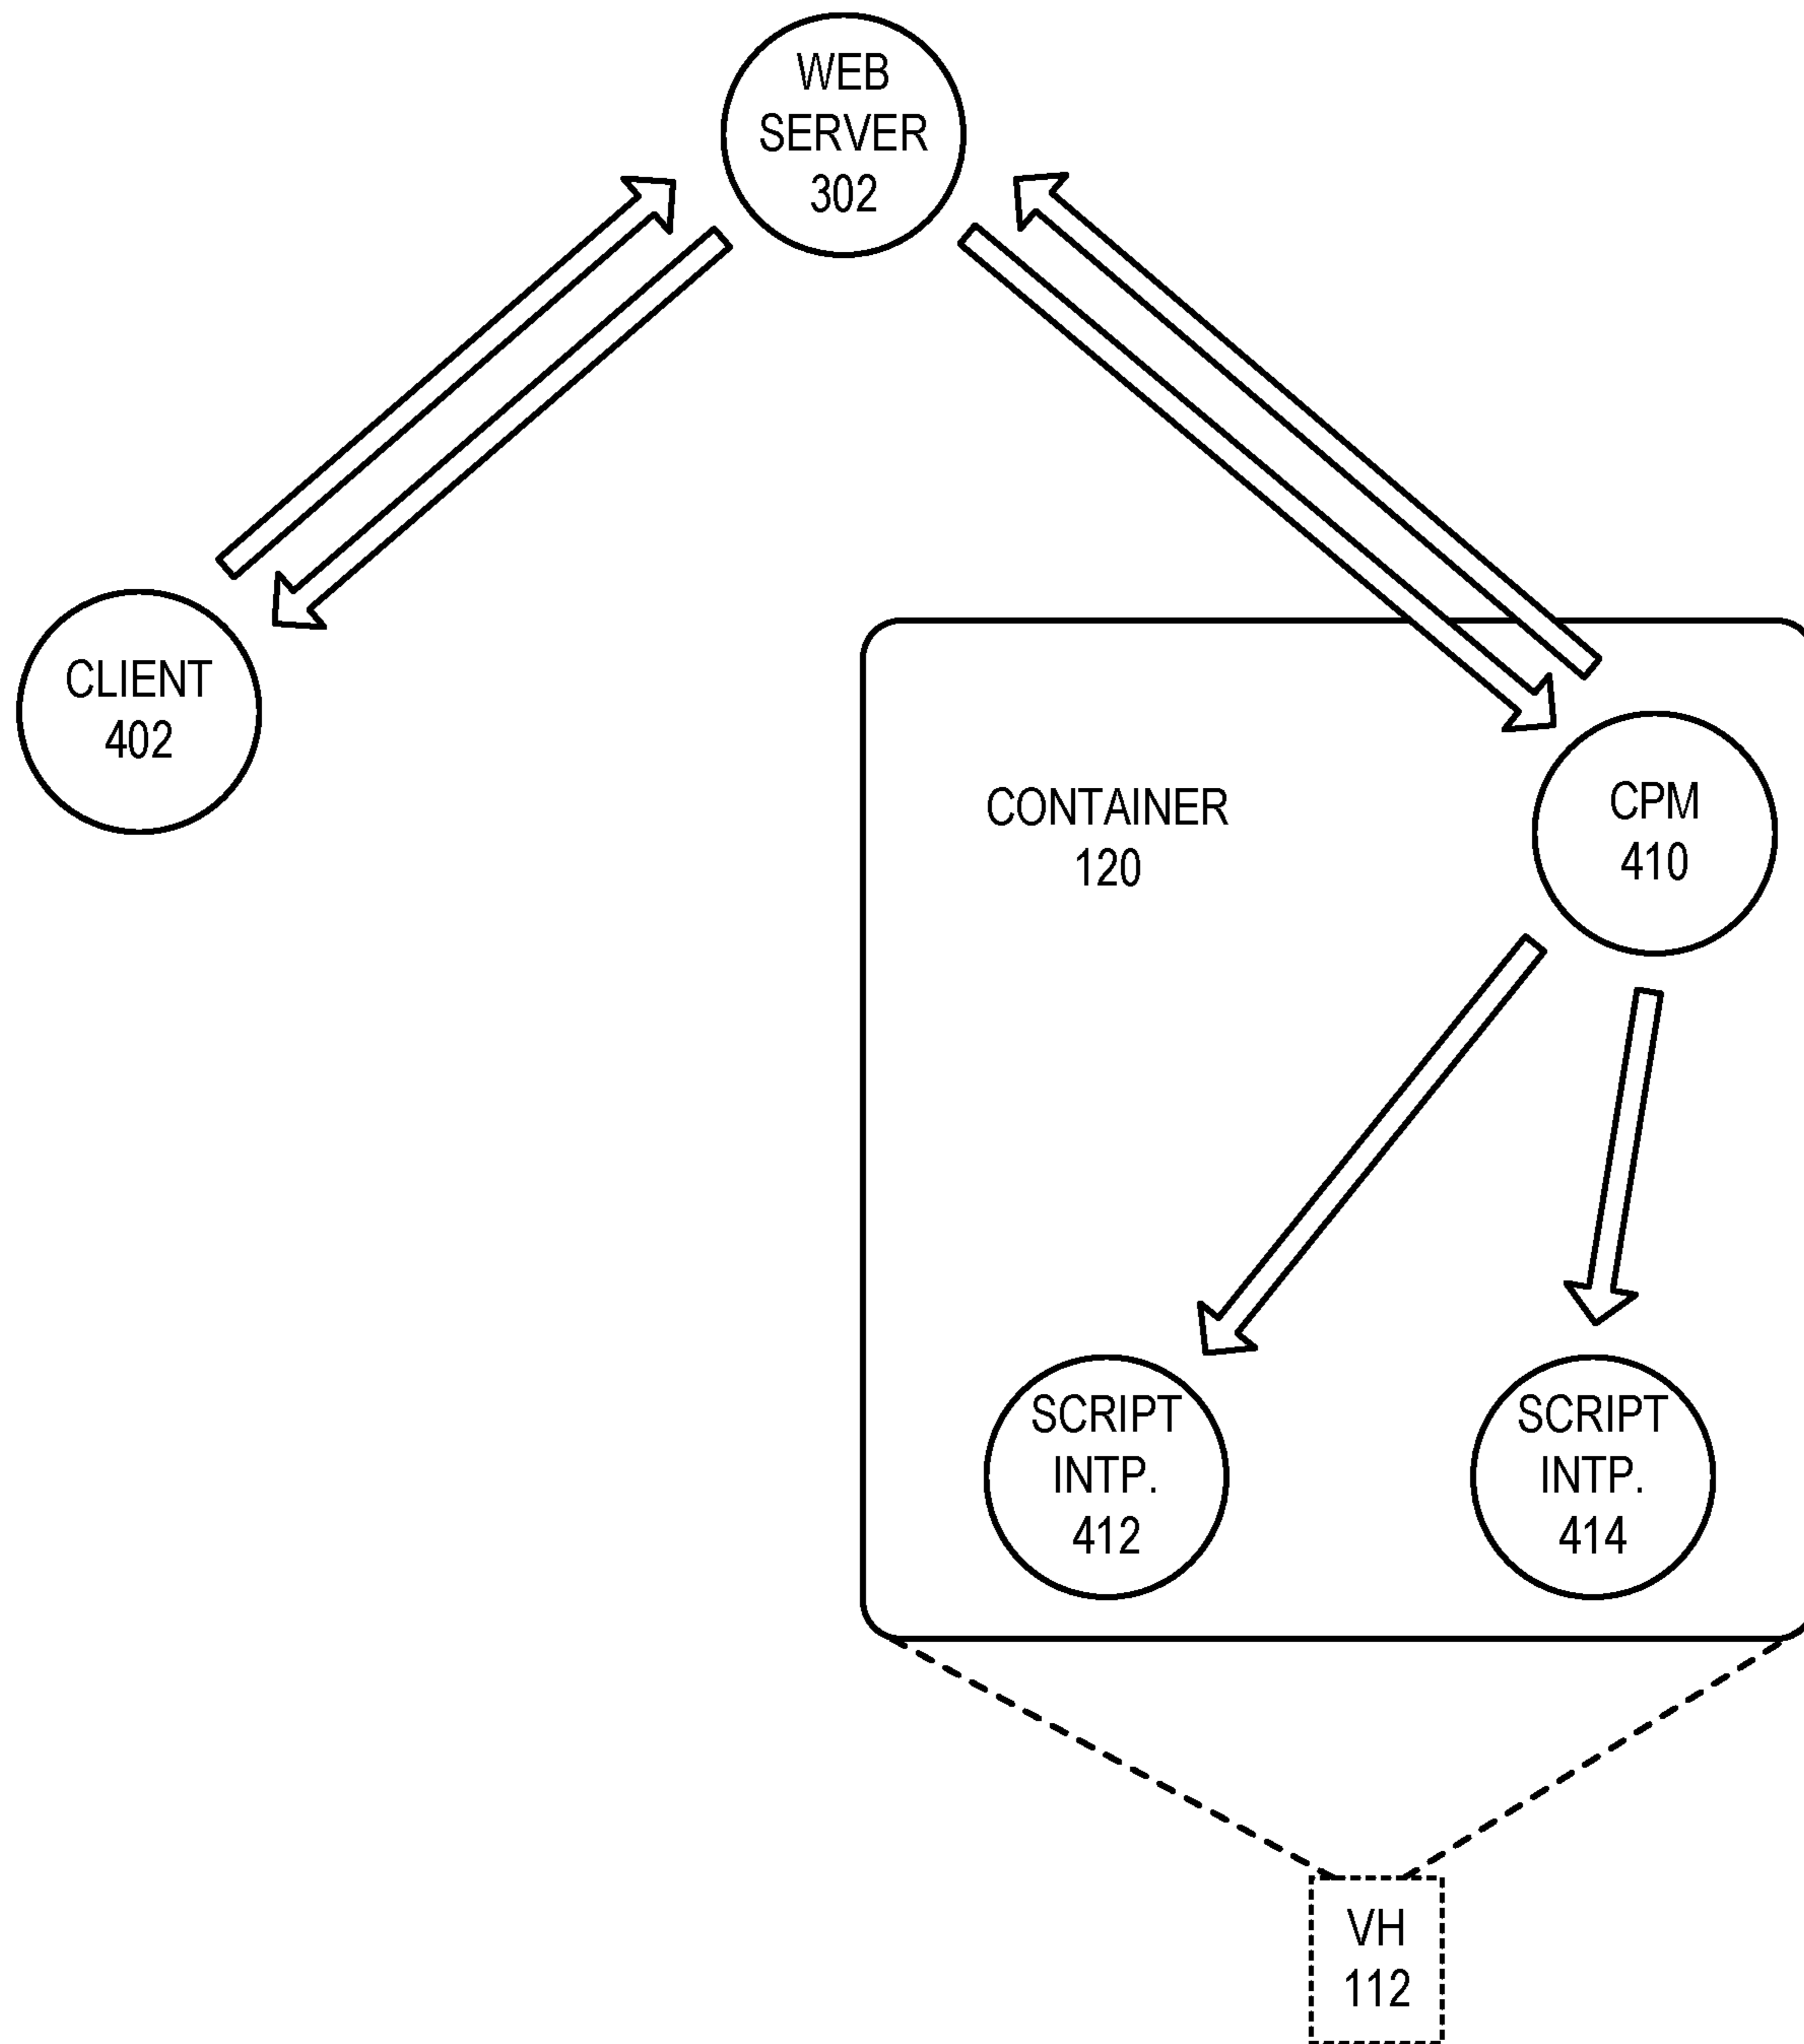 WEB
SERVER
302
CLIENT
402
CONTAINER
120
CPM
410
SCRIPT
INTP.
412
SCRIPT
INTP.
414
VH
112